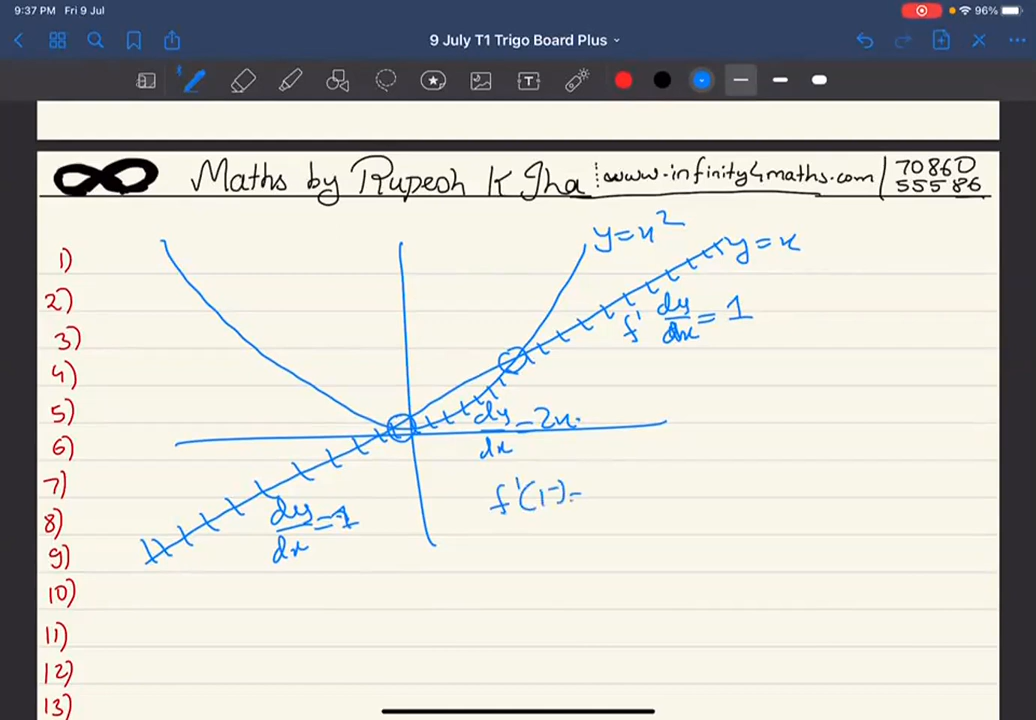 9:37 PM Fri 9 Jul
96%
9 July T1 Trigo Board Plus
T
∞ Maths by Rupesh K Jha www.infinity4maths.com / 70860
55586
y=x²
y=x
1)
2)
3)
4)
5)
6)
7)
8)
9)
10)
11)
12)
13)
f' dy/dx = 1
dy/dx = 2x
f'(1-)=
dy/dx = 1